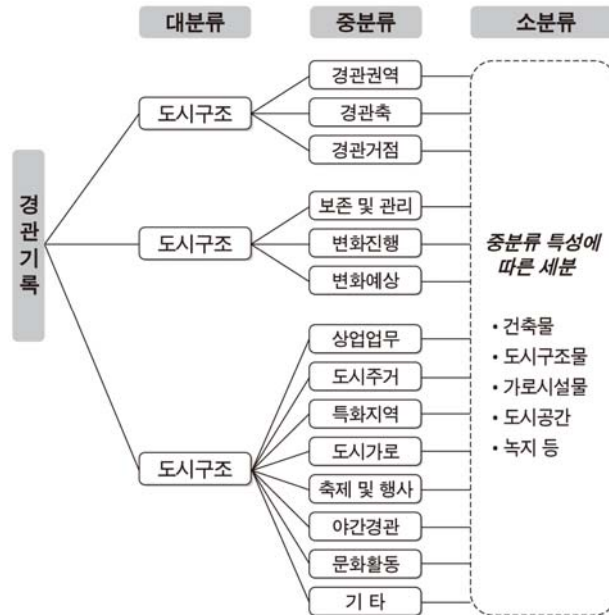 대분류
중분류
소분류
경관기록
도시구조
경관권역
경관축
경관거점
도시구조
보존 및 관리
변화진행
변화예상
도시구조
상업업무
도시주거
특화지역
도시가로
축제 및 행사
야간경관
문화활동
기 타
중분류 특성에
따른 세분
• 건축물
• 도시구조물
• 가로시설물
• 도시공간
• 녹지 등